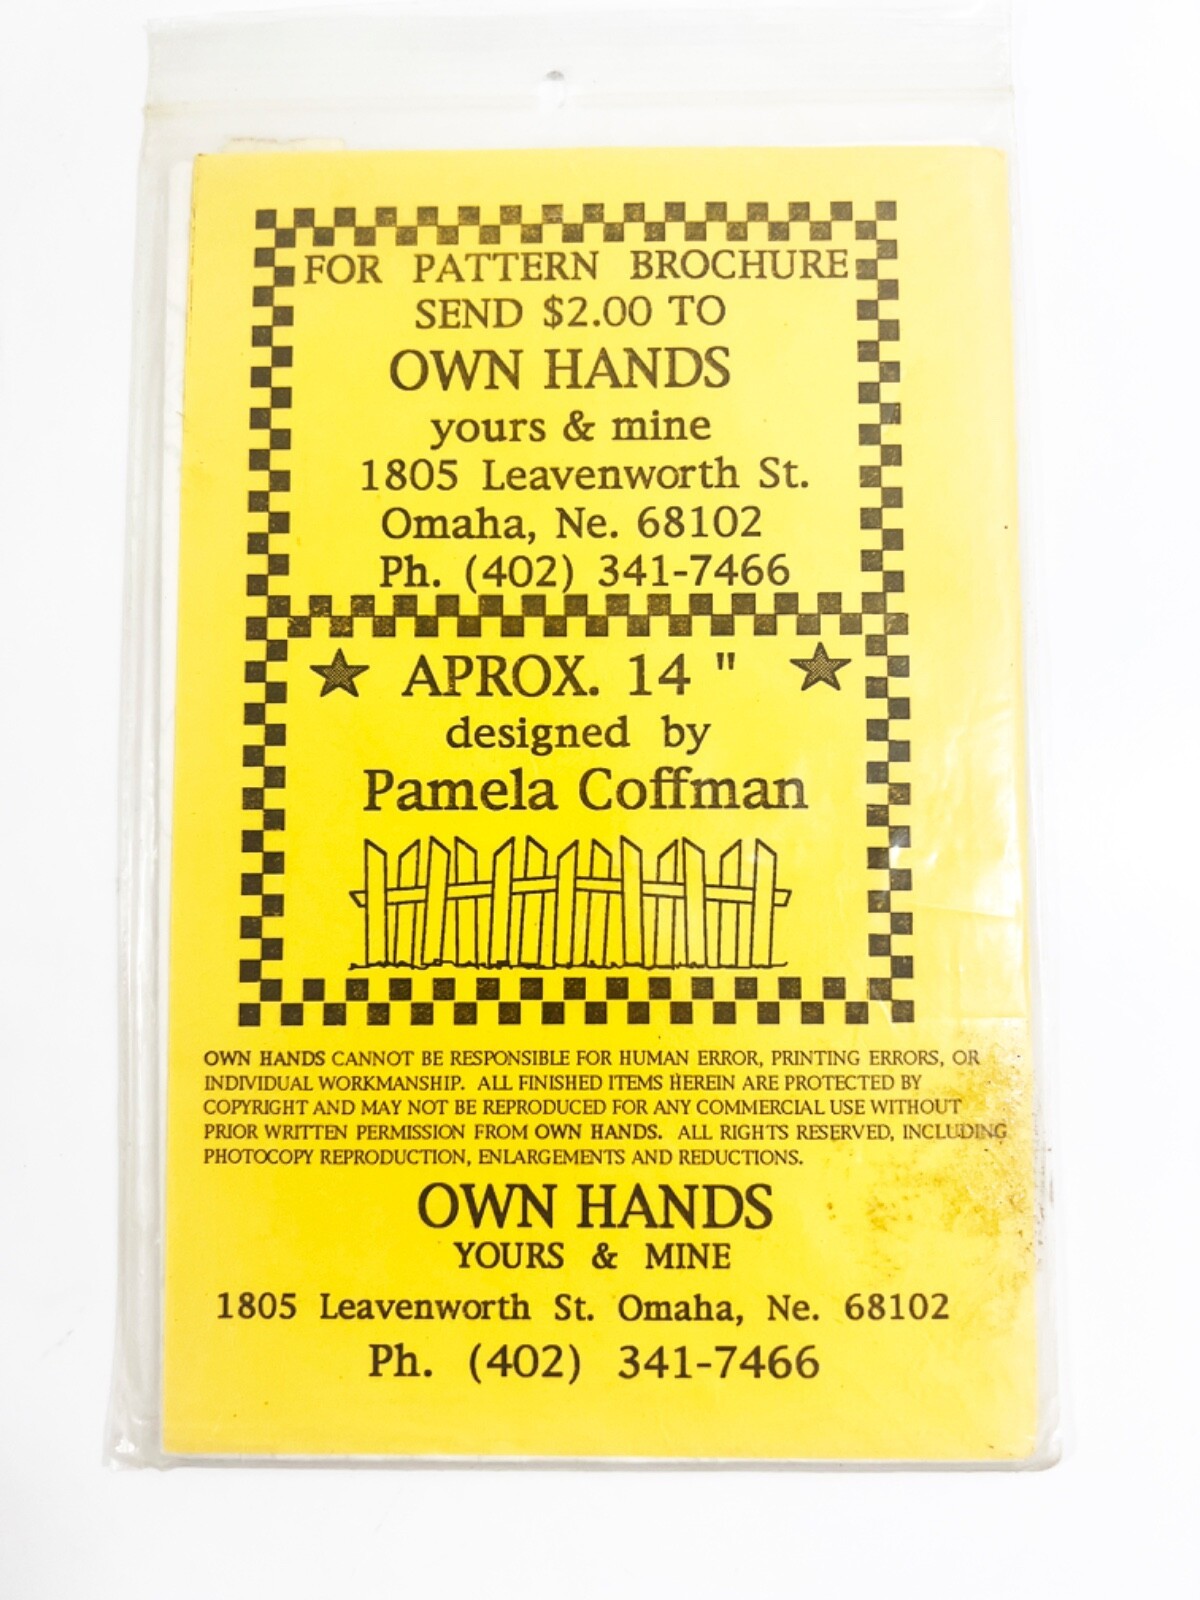 FOR PATTERN BROCHURE
SEND $2.00 TO
OWN HANDS
yours & mine
1805 Leavenworth St.
Omaha, Ne. 68102
Ph. (402) 341-7466
APROX. 14 "
designed by
Pamela Coffman
OWN HANDS CANNOT BE RESPONSIBLE FOR HUMAN ERROR, PRINTING ERRORS, OR
INDIVIDUAL WORKMANSHIP. ALL FINISHED ITEMS HEREIN ARE PROTECTED BY
COPYRIGHT AND MAY NOT BE REPRODUCED FOR ANY COMMERCIAL USE WITHOUT
PRIOR WRITTEN PERMISSION FROM OWN HANDS. ALL RIGHTS RESERVED, INCLUDING
PHOTOCOPY REPRODUCTION, ENLARGEMENTS AND REDUCTIONS.
OWN HANDS
YOURS & MINE
1805 Leavenworth St. Omaha, Ne. 68102
Ph. (402) 341-7466